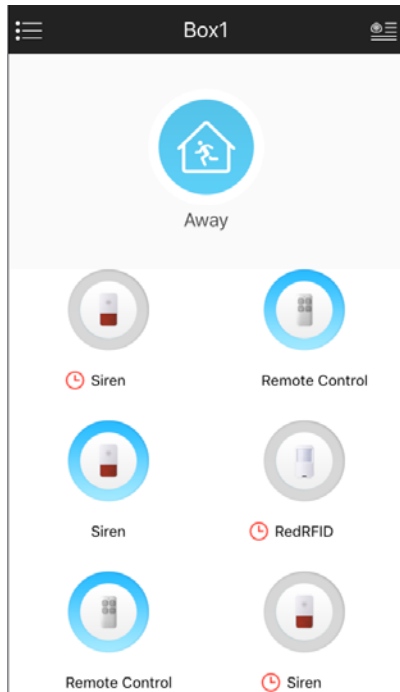 Box1
Away
Siren
Remote Control
Siren
RedRFID
Remote Control
Siren